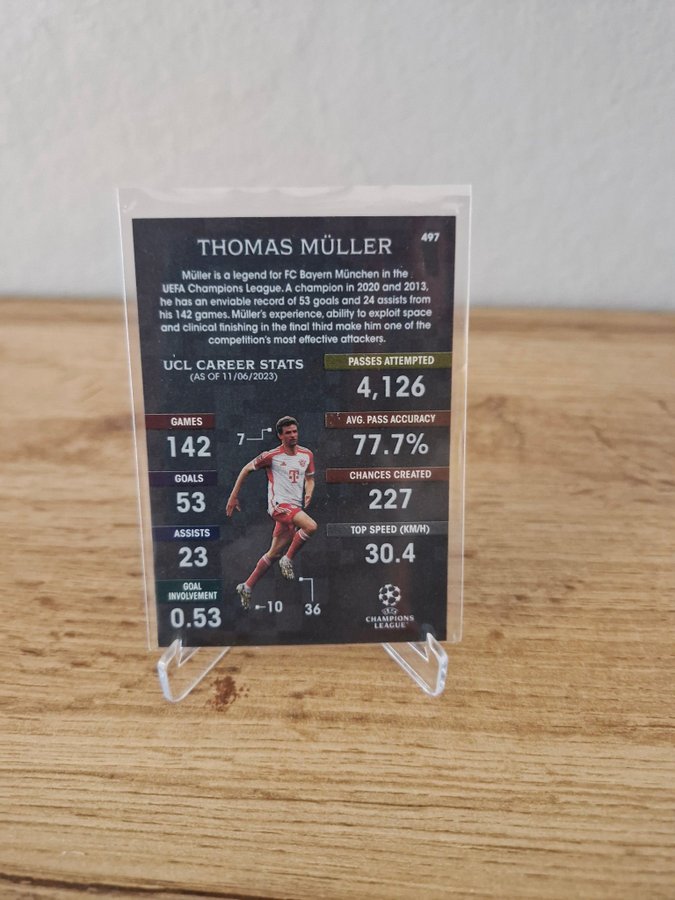 THOMAS MÜLLER
497
Müller is a legend for FC Bayern München in the
UEFA Champions League. A champion in 2020 and 2013,
he has an enviable record of 53 goals and 24 assists from
his 142 games. Müller's experience, ability to exploit space
and clinical finishing in the final third make him one of the
competition's most effective attackers.
UCL CAREER STATS
(AS OF 11/06/2023)
PASSES ATTEMPTED
4,126
GAMES
142
7
AVG. PASS ACCURACY
77.7%
GOALS
53
CHANCES CREATED
227
ASSISTS
23
TOP SPEED (KM/H)
30.4
GOAL
INVOLVEMENT
0.53
10
36
UEFA
CHAMPIONS
LEAGUE
T